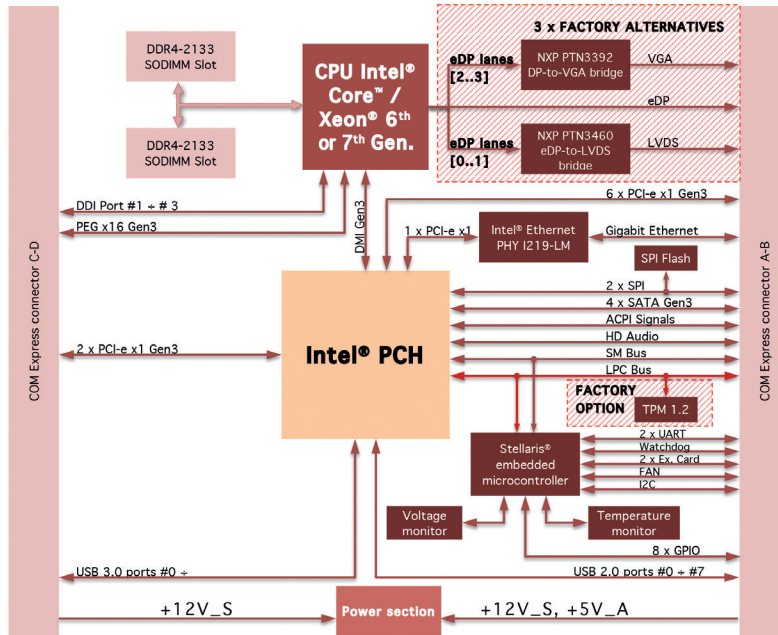 3 x FACTORY ALTERNATIVES
DDR4-2133
SODIMM Slot
DDR4-2133
SODIMM Slot
CPU Intel®
Core™ /
Xeon® 6th
or 7th Gen.
eDP lanes
[2..3]
NXP PTN3392
DP-to-VGA bridge
VGA
eDP
eDP lanes
[0..1]
NXP PTN3460
eDP-to-LVDS
bridge
LVDS
DDI Port #1 ÷ # 3
PEG x16 Gen3
DMI Gen3
6 x PCI-e x1 Gen3
1 x PCI-e x1
Intel® Ethernet
PHY I219-LM
Gigabit Ethernet
SPI Flash
2 x SPI
4 x SATA Gen3
ACPI Signals
HD Audio
SM Bus
LPC Bus
COM Express connector C-D
COM Express connector A-B
2 x PCI-e x1 Gen3
Intel® PCH
FACTORY
OPTION
TPM 1.2
Stellaris®
embedded
microcontroller
2 x UART
Watchdog
2 x Ex. Card
FAN
I2C
Voltage
monitor
Temperature
monitor
8 x GPIO
USB 3.0 ports #0 ÷
USB 2.0 ports #0 ÷ #7
+12V_S
Power section
+12V_S, +5V_A